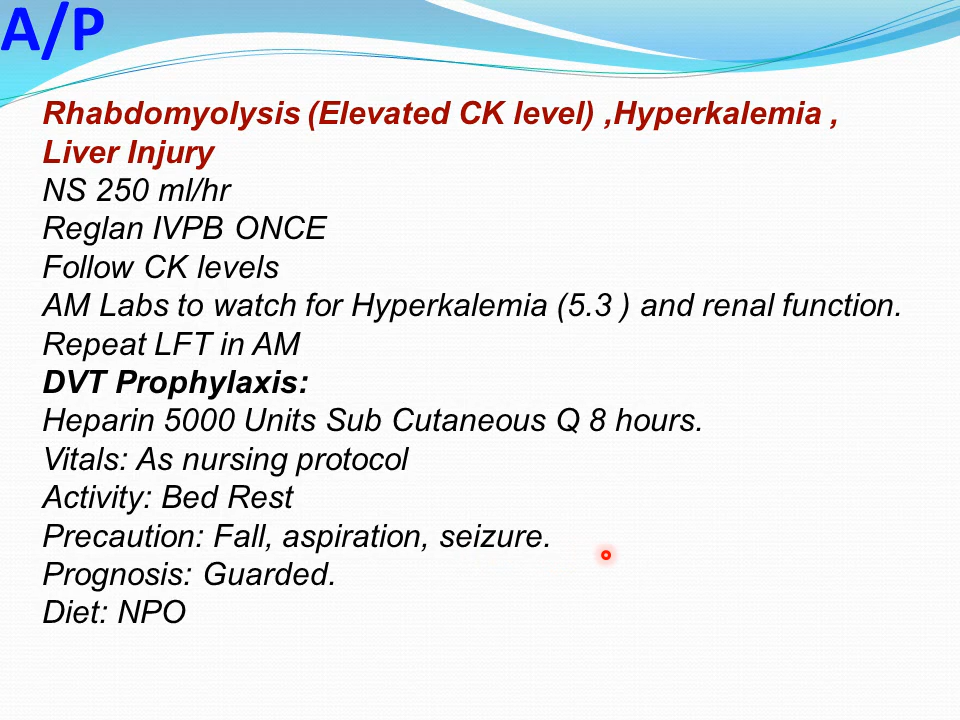 A/P
Rhabdomyolysis (Elevated CK level) ,Hyperkalemia ,
Liver Injury
NS 250 ml/hr
Reglan IVPB ONCE
Follow CK levels
AM Labs to watch for Hyperkalemia (5.3 ) and renal function.
Repeat LFT in AM
DVT Prophylaxis:
Heparin 5000 Units Sub Cutaneous Q 8 hours.
Vitals: As nursing protocol
Activity: Bed Rest
Precaution: Fall, aspiration, seizure.
Prognosis: Guarded.
Diet: NPO